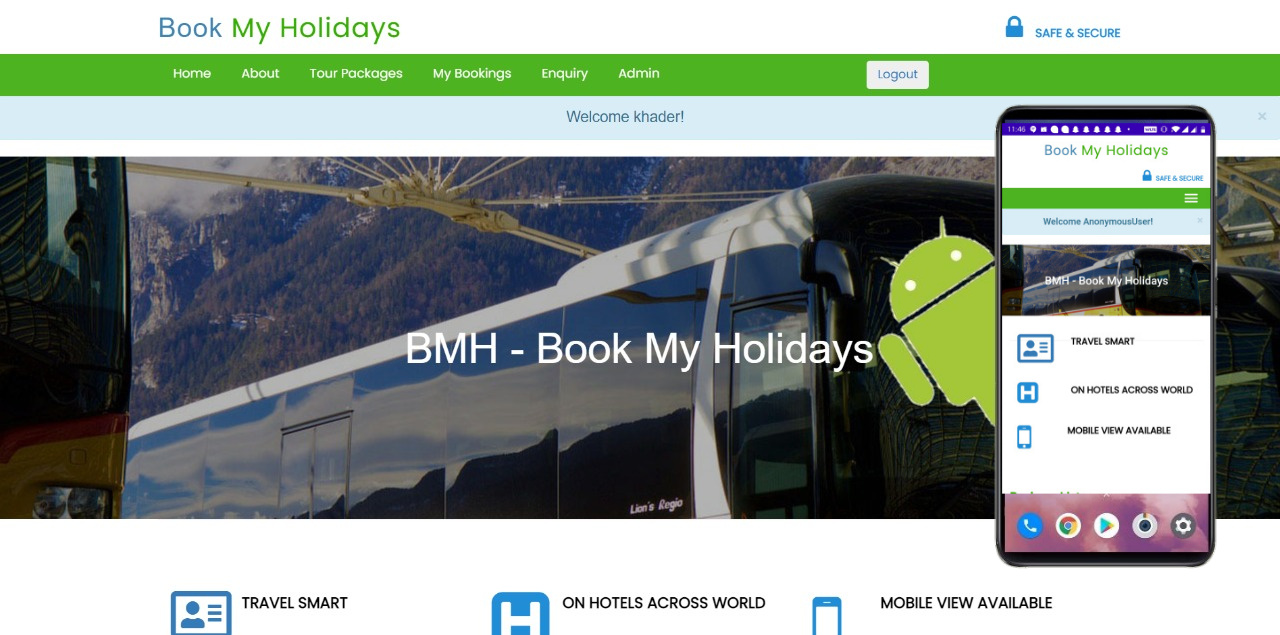 Book My Holidays
SAFE & SECURE
Home About Tour Packages My Bookings Enquiry Admin Logout
Welcome khader!
×
BMH - Book My Holidays
Lion's Regio
TRAVEL SMART
ON HOTELS ACROSS WORLD
MOBILE VIEW AVAILABLE
11:46
Book My Holidays
SAFE & SECURE
Welcome AnonymousUser!
×
BMH - Book My Holidays
TRAVEL SMART
ON HOTELS ACROSS WORLD
MOBILE VIEW AVAILABLE